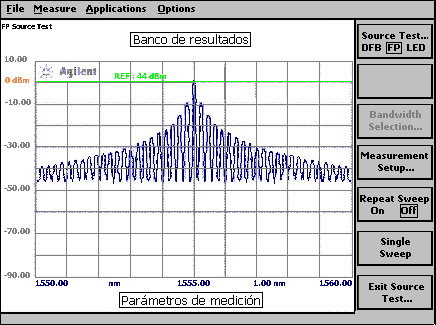 File Measure Applications Options
FP Source Test
Banco de resultados
10.00
0 dBm
Agilent
REF: 44 dBm
-10.00
-30.00
-50.00
-70.00
-90.00
1550.00 nm 1555.00 1.00 nm 1560.00
Parámetros de medición
Source Test...
DFB FP LED
Bandwidth
Selection...
Measurement
Setup...
Repeat Sweep
On Off
Single
Sweep
Exit Source
Test...